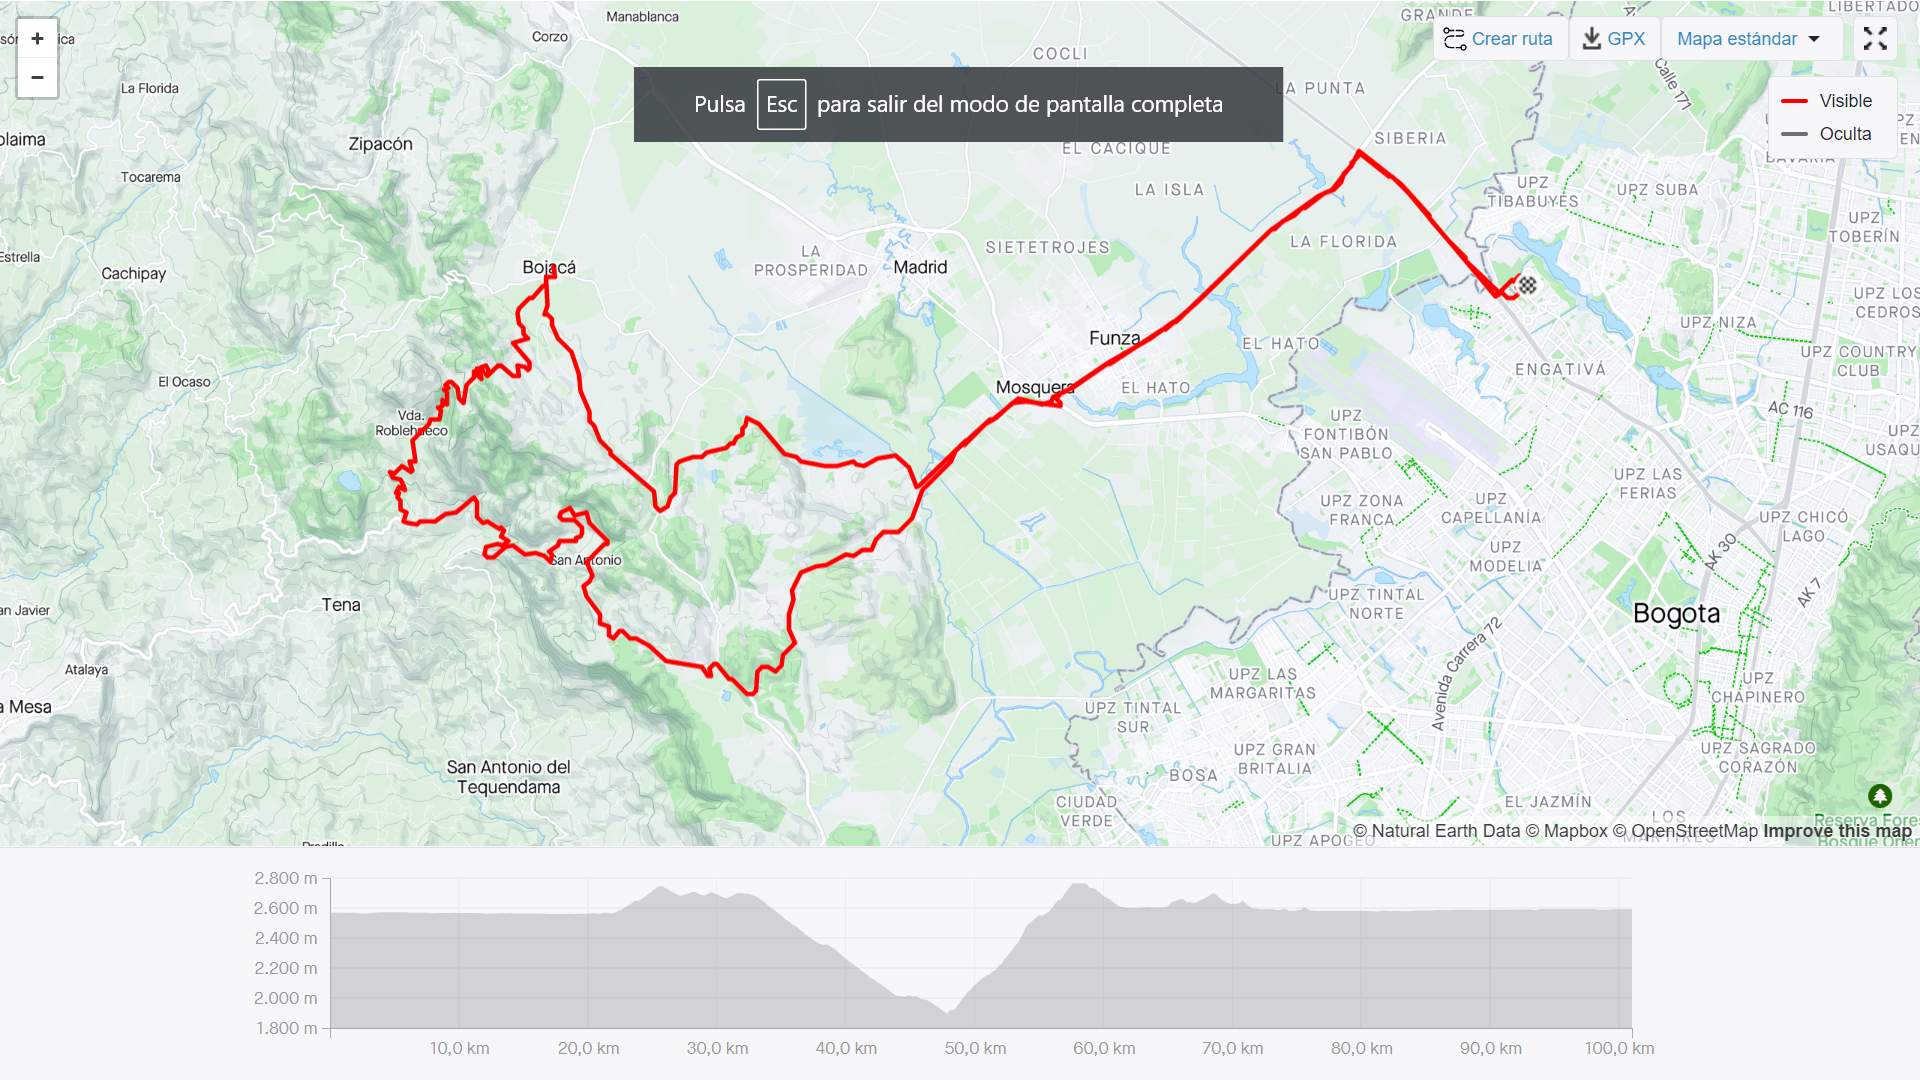 Manablanca
GRANDE
LIBERTADO
Corzo
COCLI
Crear ruta
GPX
Mapa estándar
+
−
La Florida
LA PUNTA
Calle 171
Visible
Oculta
Pulsa Esc para salir del modo de pantalla completa
olaima
Zipacón
EL CACIQUE
SIBERIA
BAVARIA
Tocarema
LA ISLA
UPZ
TIBABUYES
UPZ SUBA
UPZ
TOBERÍN
Estrella
Cachipay
Bojacá
LA
PROSPERIDAD
Madrid
SIETETROJES
LA FLORIDA
UPZ LOS
CEDROS
UPZ NIZA
Funza
EL HATO
UPZ COUNTRY
CLUB
ENGATIVÁ
El Ocaso
Mosquera
EL HATO
AC 116
Vda.
Roblehueco
UPZ
FONTIBÓN
SAN PABLO
UPZ
USAQU
UPZ LAS
FERIAS
UPZ ZONA
FRANCA
UPZ
CAPELLANÍA
UPZ CHICÓ
LAGO
San Antonio
UPZ
MODELIA
AK 30
AK 7
Tena
an Javier
UPZ TINTAL
NORTE
Bogota
Avenida Carrera 72
Atalaya
UPZ LAS
MARGARITAS
UPZ
CHAPINERO
a Mesa
UPZ TINTAL
SUR
UPZ GRAN
BRITALIA
UPZ SAGRADO
CORAZÓN
San Antonio del
Tequendama
BOSA
CIUDAD
VERDE
EL JAZMÍN
LOS
MÁRTIRES
Reserva Fores
Bosque Orien
UPZ APOGEO
© Natural Earth Data © Mapbox © OpenStreetMap Improve this map
2.800 m
2.600 m
2.400 m
2.200 m
2.000 m
1.800 m
10,0 km
20,0 km
30,0 km
40,0 km
50,0 km
60,0 km
70,0 km
80,0 km
90,0 km
100,0 km